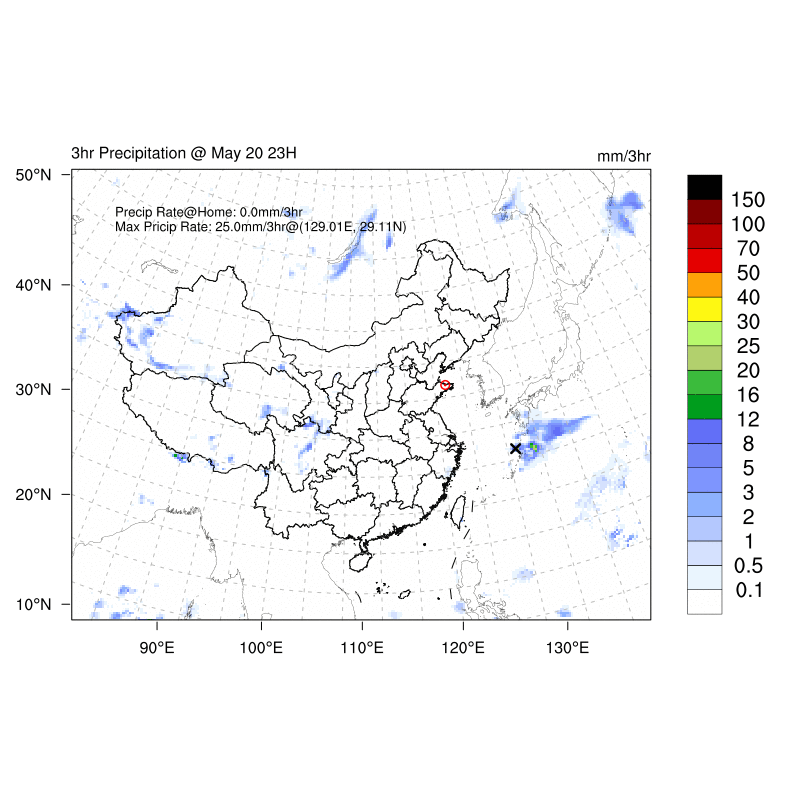 3hr Precipitation @ May 20 23H
mm/3hr
Precip Rate@Home: 0.0mm/3hr
Max Pricip Rate: 25.0mm/3hr@(129.01E, 29.11N)
50°N
40°N
30°N
20°N
10°N
90°E
100°E
110°E
120°E
130°E
150
100
70
50
40
30
25
20
16
12
8
5
3
2
1
0.5
0.1